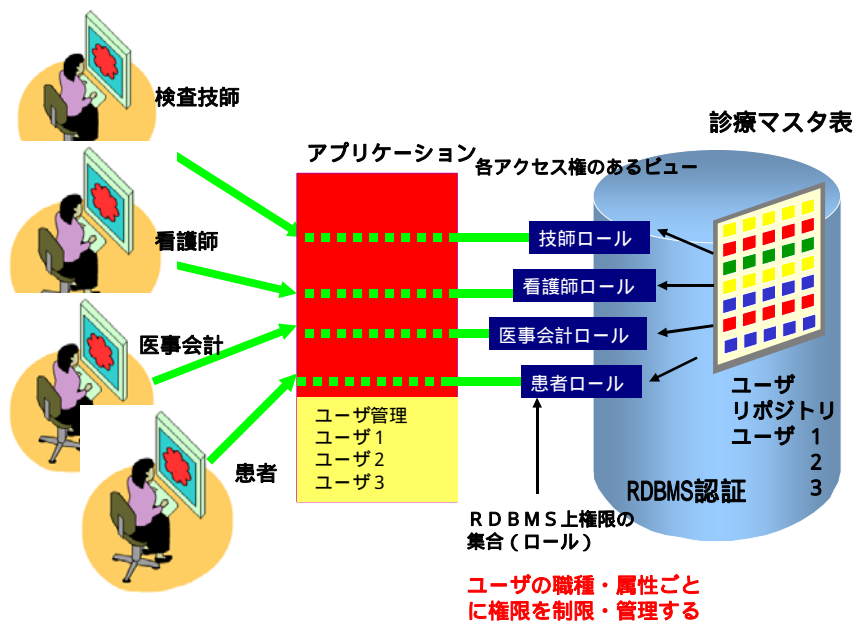 検査技師
診療マスタ表
アプリケーション
各アクセス権のあるビュー
看護師
技師ロール
看護師ロール
医事会計
医事会計ロール
患者ロール
ユーザ
リポジトリ
ユーザ 1
2
3
ユーザ管理
ユーザ1
ユーザ2
ユーザ3
患者
RDBMS認証
RDBMS上権限の
集合(ロール)
ユーザの職種・属性ごと
に権限を制限・管理する